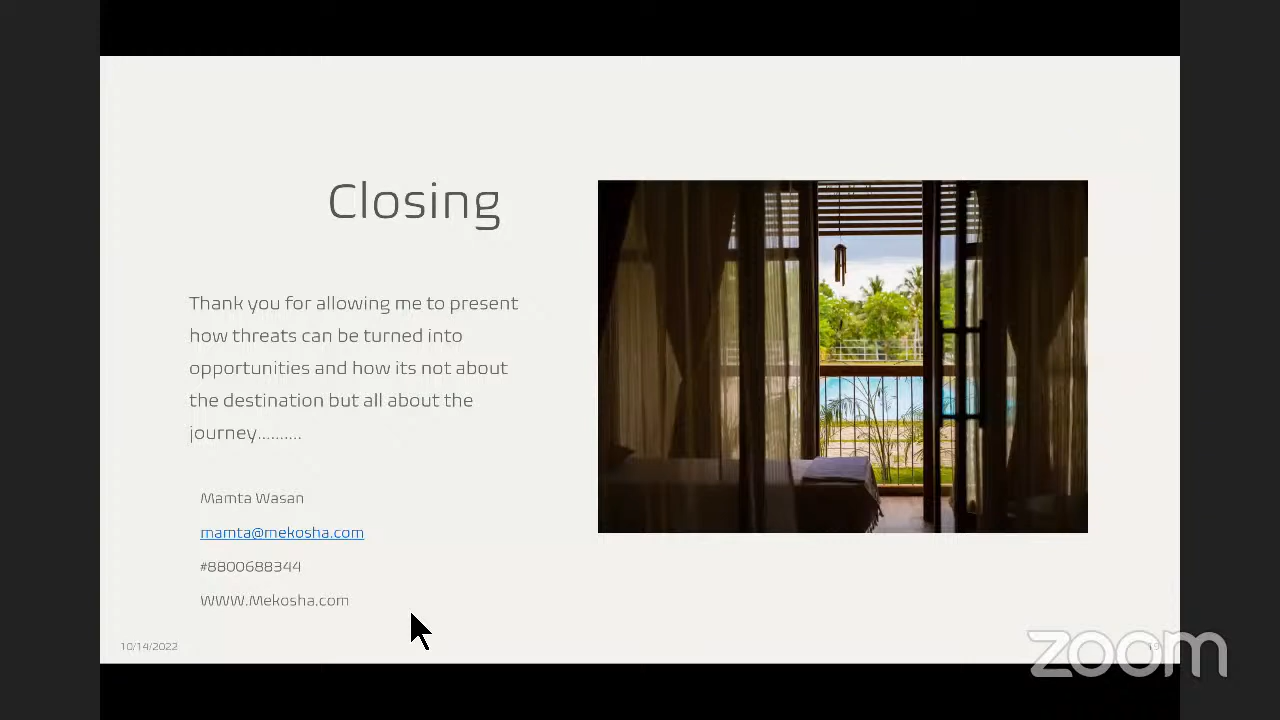 Closing
Thank you for allowing me to present
how threats can be turned into
opportunities and how its not about
the destination but all about the
journey..........
Mamta Wasan
mamta@mekosha.com
#8800688344
WWW.Mekosha.com
10/14/2022
zoom